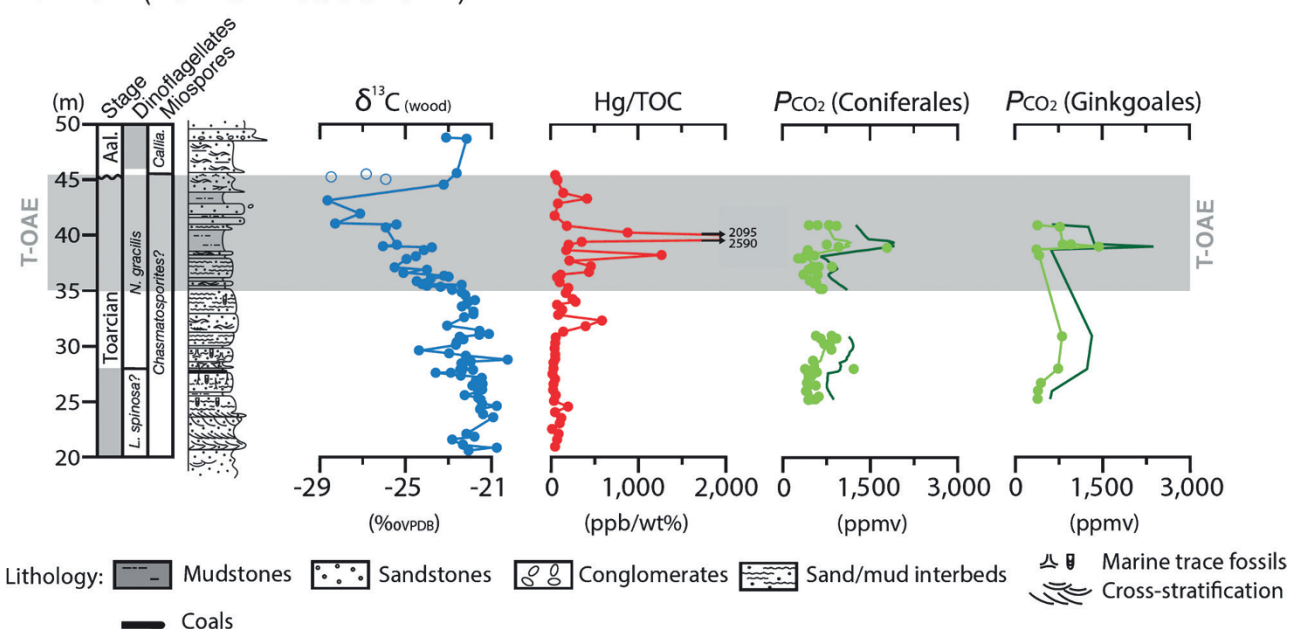 Stage
Dinoflagellates
Miospores
(m)
δ13C (wood)
Hg/TOC
PCO2 (Coniferales)
PCO2 (Ginkgoales)
50
45
40
35
30
25
20
Aal.
Toarcian
N. gracilis
L. spinosa?
Callia.
Chasmatosporites?
T-OAE
T-OAE
2095
2590
-29 -25 -21
(‰VPDB)
0 1,000 2,000
(ppb/wt%)
0 1,500 3,000
(ppmv)
0 1,500 3,000
(ppmv)
Lithology: Mudstones Sandstones Conglomerates Sand/mud interbeds
Coals
Marine trace fossils
Cross-stratification